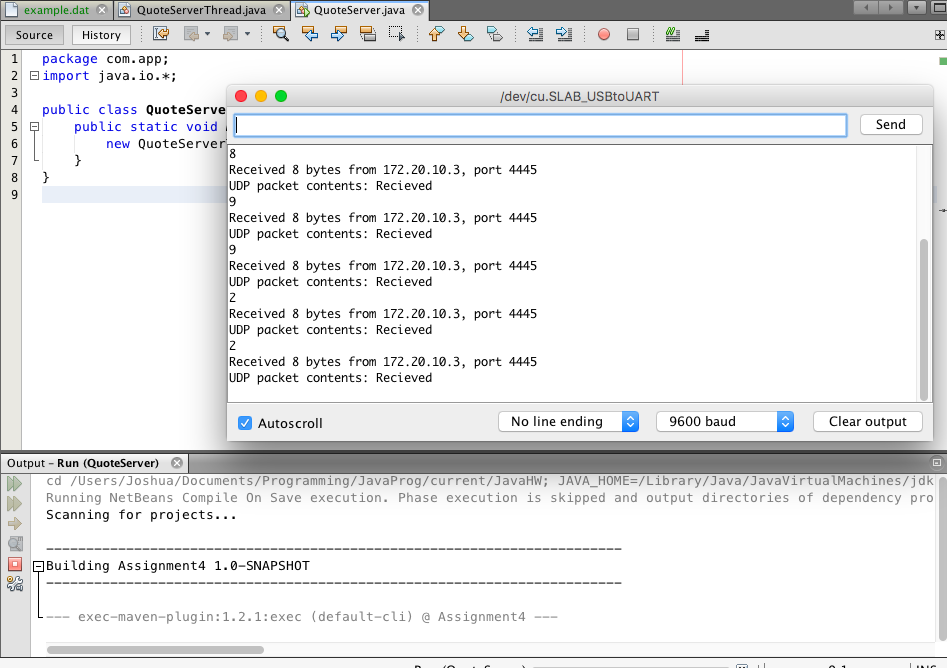 example.dat QuoteServerThread.java QuoteServer.java
Source History
1 package com.app;
2 import java.io.*;
3
4 public class QuoteServe
5 public static void
6 new QuoteServer
7 }
8 }
9
/dev/cu.SLAB_USBtoUART
Send
8
Received 8 bytes from 172.20.10.3, port 4445
UDP packet contents: Recieved
9
Received 8 bytes from 172.20.10.3, port 4445
UDP packet contents: Recieved
9
Received 8 bytes from 172.20.10.3, port 4445
UDP packet contents: Recieved
2
Received 8 bytes from 172.20.10.3, port 4445
UDP packet contents: Recieved
2
Received 8 bytes from 172.20.10.3, port 4445
UDP packet contents: Recieved
Autoscroll No line ending 9600 baud Clear output
Output – Run (QuoteServer)
cd /Users/Joshua/Documents/Programming/JavaProg/current/JavaHW; JAVA_HOME=/Library/Java/JavaVirtualMachines/jdk
Running NetBeans Compile On Save execution. Phase execution is skipped and output directories of dependency pro
Scanning for projects...
------------------------------------------------------------------------
Building Assignment4 1.0-SNAPSHOT
------------------------------------------------------------------------
--- exec-maven-plugin:1.2.1:exec (default-cli) @ Assignment4 ---